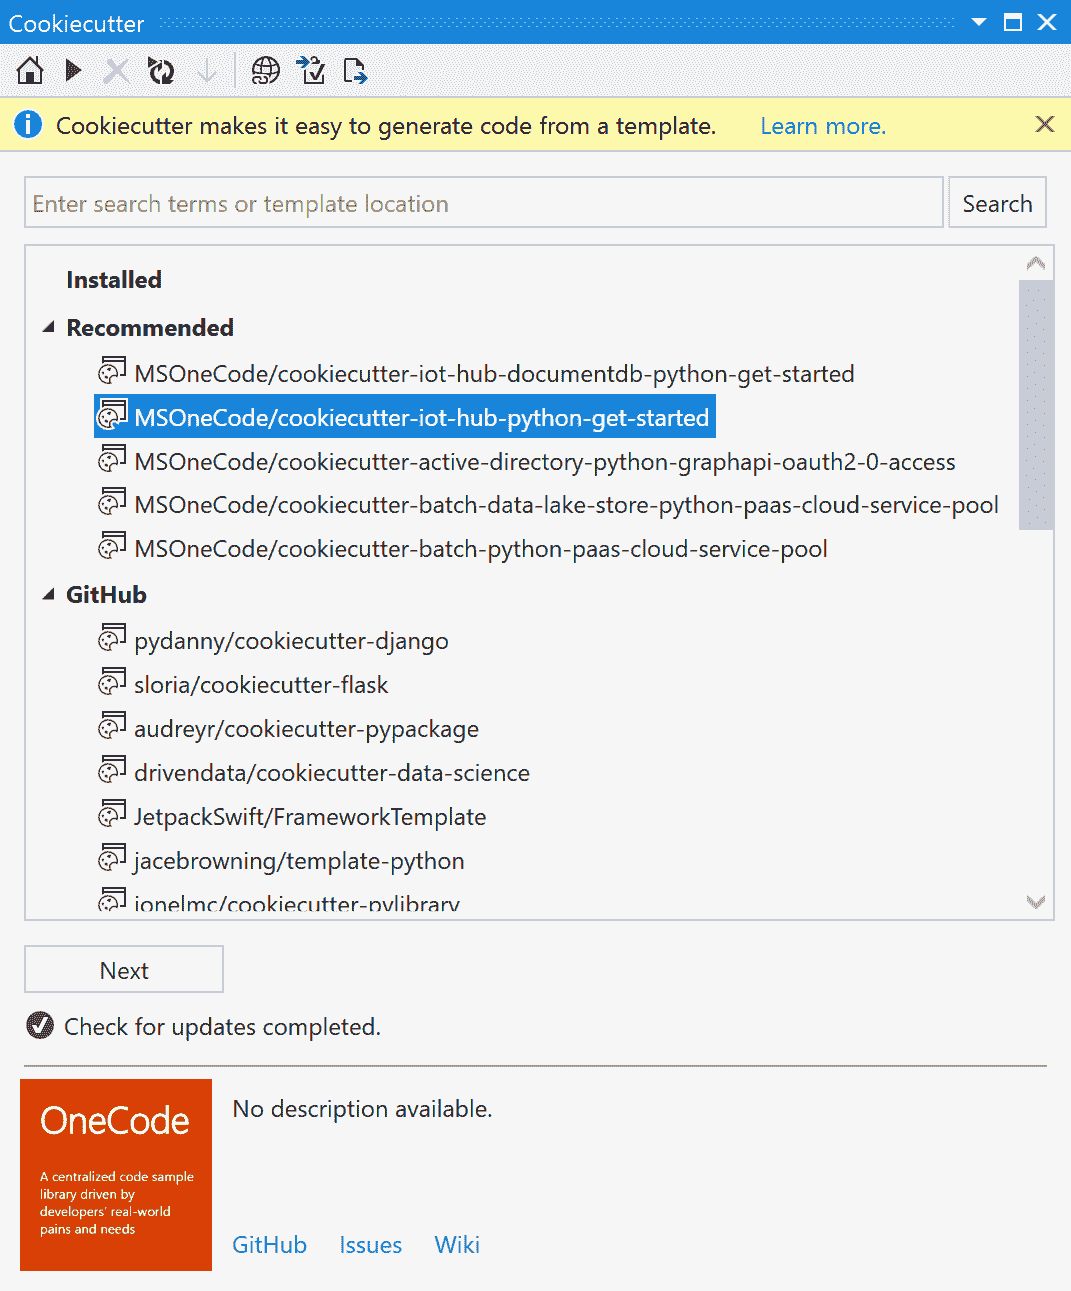 Cookiecutter
Cookiecutter makes it easy to generate code from a template. Learn more.
Enter search terms or template location
Search
Installed
Recommended
MSOneCode/cookiecutter-iot-hub-documentdb-python-get-started
MSOneCode/cookiecutter-iot-hub-python-get-started
MSOneCode/cookiecutter-active-directory-python-graphapi-oauth2-0-access
MSOneCode/cookiecutter-batch-data-lake-store-python-paas-cloud-service-pool
MSOneCode/cookiecutter-batch-python-paas-cloud-service-pool
GitHub
pydanny/cookiecutter-django
sloria/cookiecutter-flask
audreyr/cookiecutter-pypackage
drivendata/cookiecutter-data-science
JetpackSwift/FrameworkTemplate
jacebrowning/template-python
ionelmc/cookiecutter-pylibrary
Next
Check for updates completed.
OneCode
A centralized code sample
library driven by
developers' real-world
pains and needs
No description available.
GitHub Issues Wiki